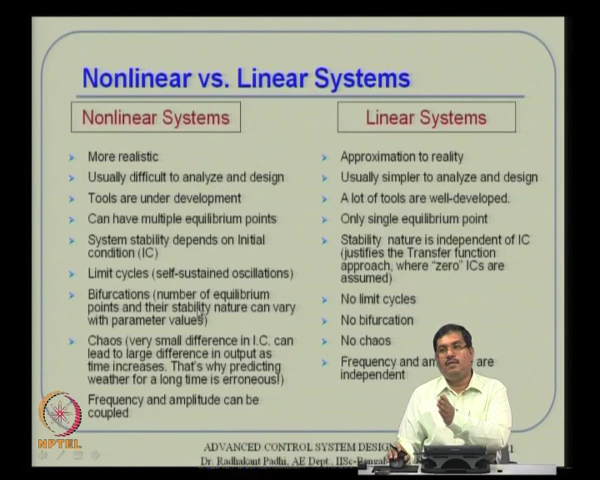 Nonlinear vs. Linear Systems
Nonlinear Systems
More realistic
Usually difficult to analyze and design
Tools are under development
Can have multiple equilibrium points
System stability depends on Initial
condition (IC)
Limit cycles (self-sustained oscillations)
Bifurcations (number of equilibrium
points and their stability nature can vary
with parameter values)
Chaos (very small difference in I.C. can
lead to large difference in output as
time increases. That's why predicting
weather for a long time is erroneous!)
Frequency and amplitude can be
coupled
Linear Systems
Approximation to reality
Usually simpler to analyze and design
A lot of tools are well-developed.
Only single equilibrium point
Stability nature is independent of IC
(justifies the Transfer function
approach, where "zero" ICs are
assumed)
No limit cycles
No bifurcation
No chaos
Frequency and are
independent
NPTEL
ADVANCED CONTROL SYSTEM DESIGN
Dr. Radhakant Padhi, AE Dept., IISc-